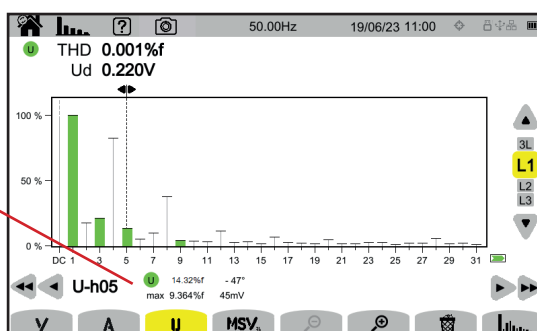 ? 50.00Hz 19/06/23 11:00
U THD 0.001%f
Ud 0.220V
100 %
50 %
0 %
DC 1 3 5 7 9 11 13 15 17 19 21 23 25 27 29 31
3L
L1
L2
L3
U-h05 U 14.32%f - 47°
max 9.364%f 45mV
V A U MSV